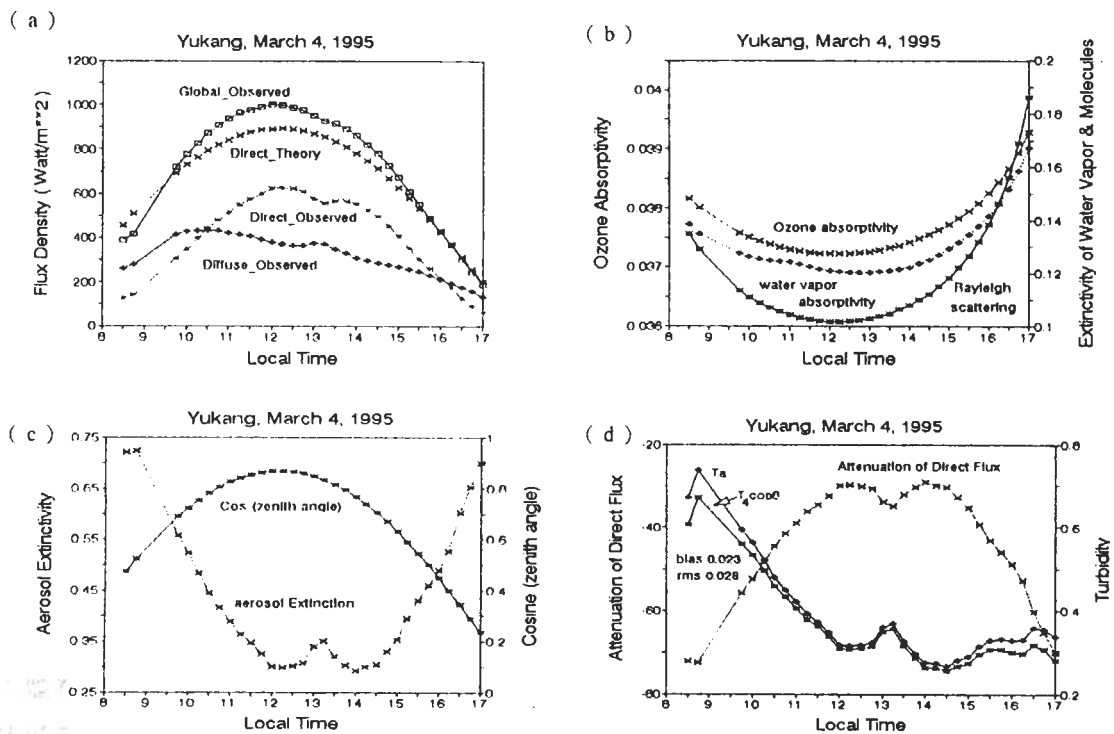 ( a )
Yukang, March 4, 1995
Flux Density ( Watt/m**2 )
1200
1000
800
600
400
200
0
Global_Observed
Direct_Theory
Direct_Observed
Diffuse_Observed
8 9 10 11 12 13 14 15 16 17
Local Time
( b )
Yukang, March 4, 1995
Ozone Absorptivity
0.04
0.039
0.038
0.037
0.036
Ozone absorptivity
water vapor
absorptivity
Rayleigh
scattering
0.2
0.18
0.16
0.14
0.12
0.1
Extinctivity of Water Vapor & Molecules
8 9 10 11 12 13 14 15 16 17
Local Time
( c )
Yukang, March 4, 1995
Aerosol Extinctivity
0.75
0.65
0.55
0.45
0.35
0.25
Cos (zenith angle)
aerosol Extinction
1
0.8
0.6
0.4
0.2
0
Cosine (zenith angle)
8 9 10 11 12 13 14 15 16 17
Local Time
( d )
Yukang, March 4, 1995
Attenuation of Direct Flux
-20
-40
-60
-80
Ta
Attenuation of Direct Flux
bias 0.023
rms 0.028
0.8
0.6
0.4
0.2
Turbidity
8 9 10 11 12 13 14 15 16 17
Local Time